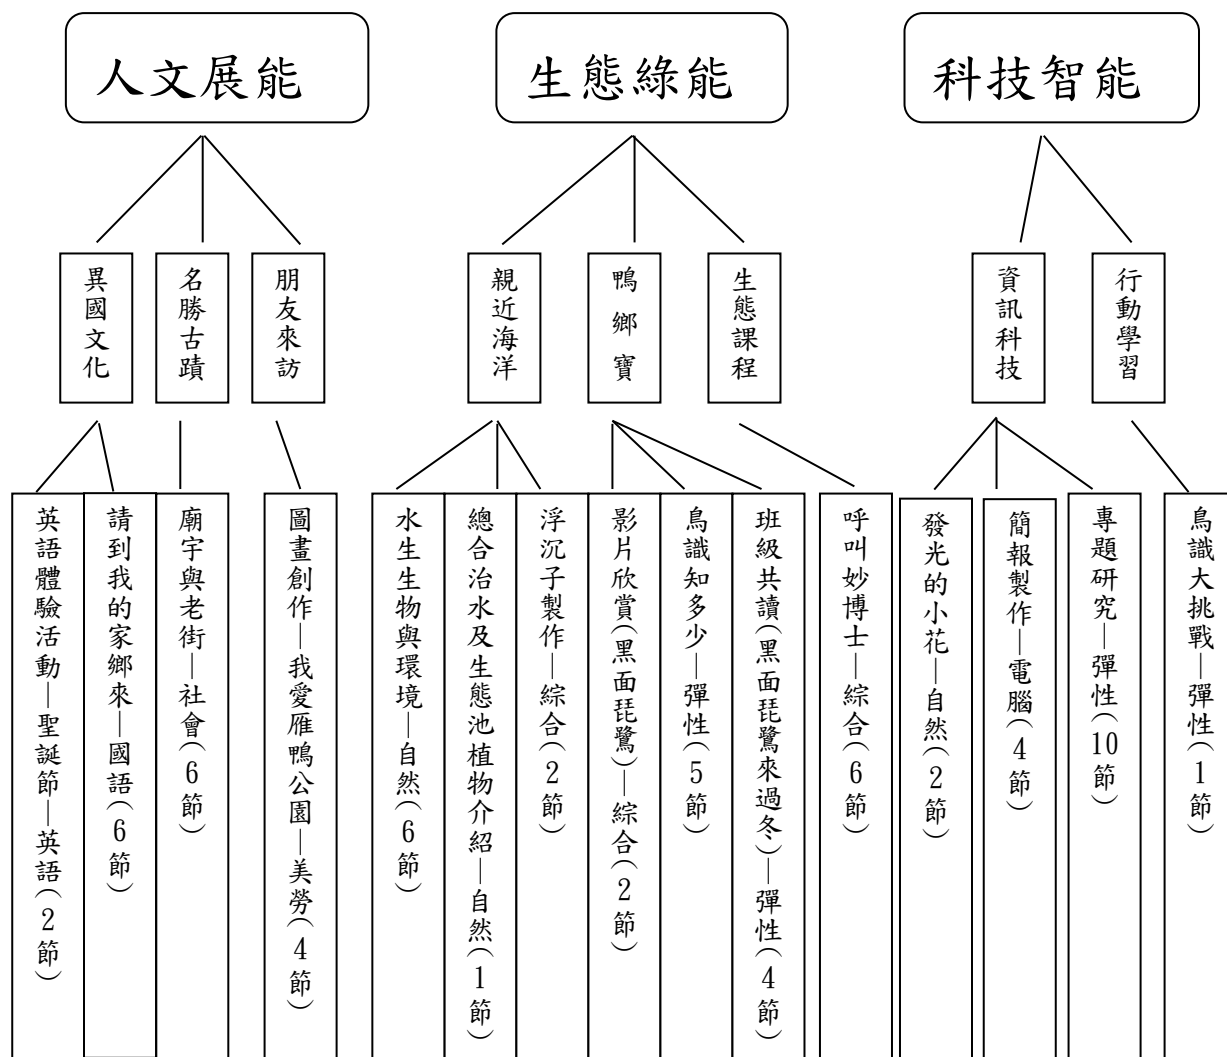 人文展能
生態綠能
科技智能
異國文化
名勝古蹟
朋友來訪
親近海洋
鴨鄉寶
生態課程
資訊科技
行動學習
英語體驗活動—聖誕節—英語(2節)
請到我的家鄉來—國語(6節)
廟宇與老街—社會(6節)
圖畫創作—我愛雁鴨公園—美勞(4節)
水生生物與環境—自然(6節)
總合治水及生態池植物介紹—自然(1節)
浮沉子製作—綜合(2節)
影片欣賞(黑面琵鷺)—綜合(2節)
鳥識知多少—彈性(5節)
班級共讀(黑面琵鷺來過冬)—彈性(4節)
呼叫妙博士—綜合(6節)
發光的小花—自然(2節)
簡報製作—電腦(4節)
專題研究—彈性(10節)
鳥識大挑戰—彈性(1節)